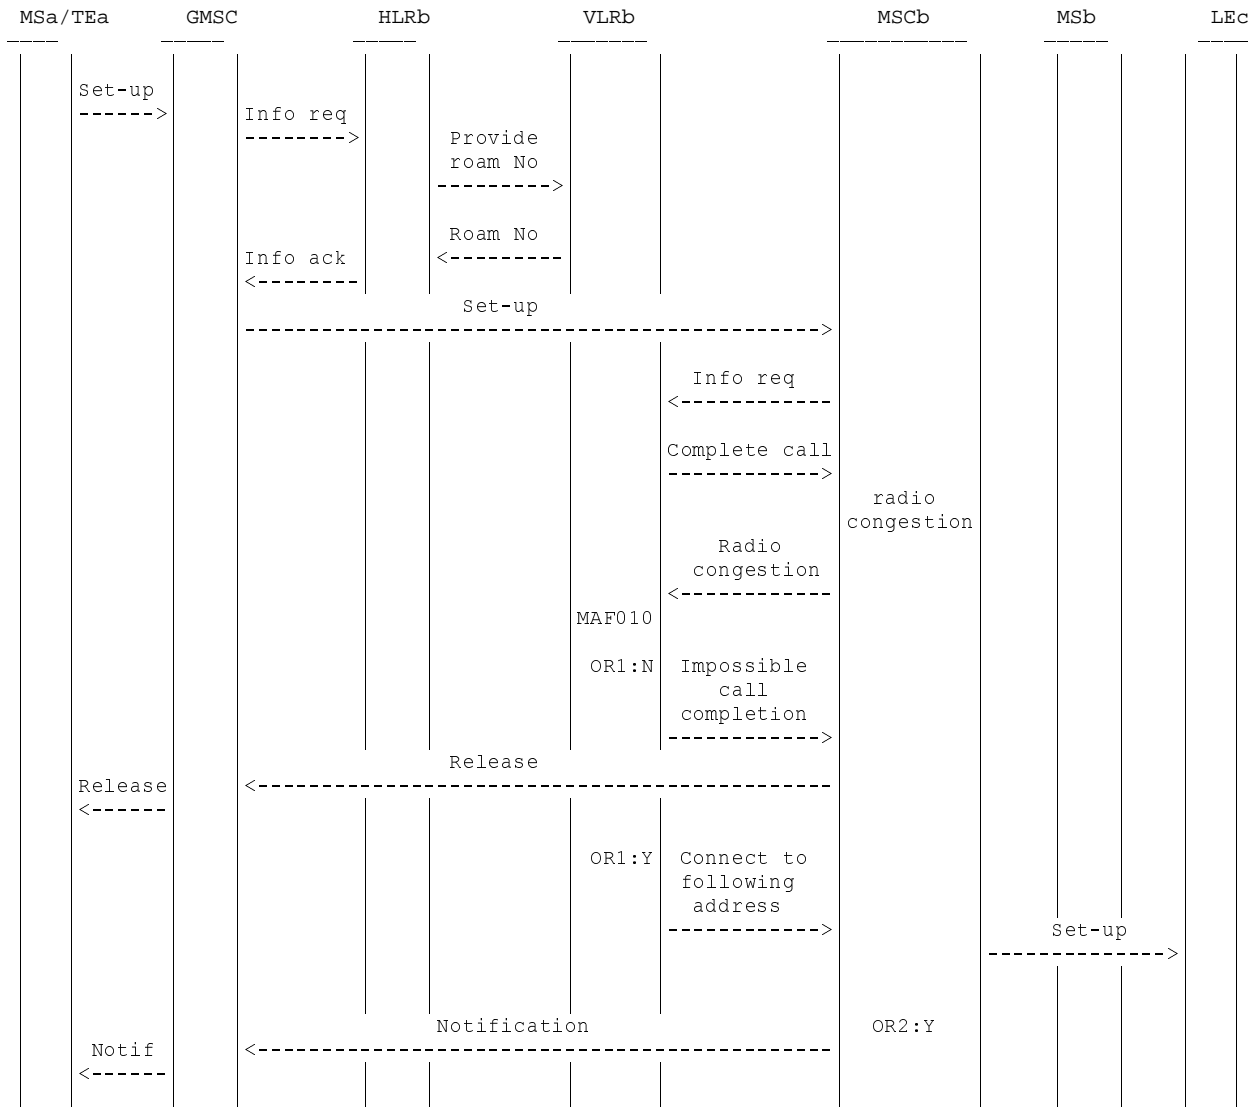 MSa/TEa GMSC HLRb VLRb MSCb MSb LEc
Set-up
------>
Info req
-------->
Provide
roam No
--------->
Roam No
<---------
Info ack
<--------
Set-up
--------------------------------------------->
Info req
<------------
Complete call
------------>
radio
congestion
Radio
congestion
<------------
MAF010
OR1:N Impossible
call
completion
------------>
Release
<---------------------------------------------
Release
<------
OR1:Y Connect to
following
address
------------>
Set-up
-------------->
Notification OR2:Y
<---------------------------------------------
Notif
<------